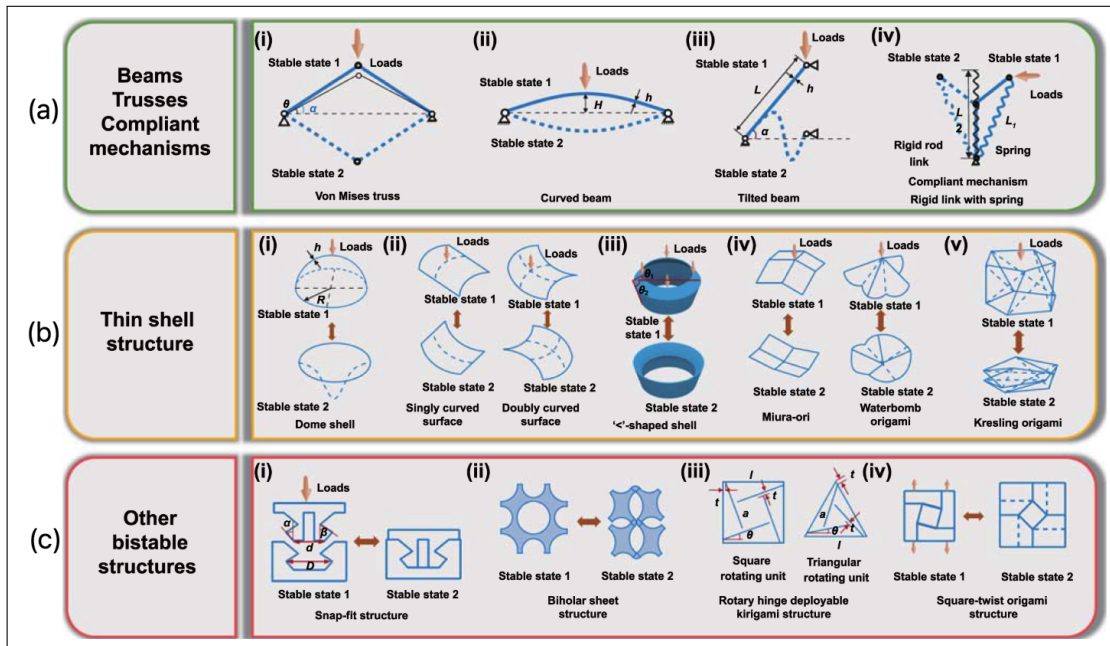 (a)
Beams
Trusses
Compliant
mechanisms
(i)
Stable state 1
Loads
θ
α
Stable state 2
Von Mises truss
(ii)
Loads
Stable state 1
H
h
Stable state 2
Curved beam
(iii)
Loads
Stable state 1
L
h
α
Stable state 2
Tilted beam
(iv)
Stable state 2
Stable state 1
Loads
L
2
L1
Rigid rod
link
Spring
Compliant mechanism
Rigid link with spring
(b)
Thin shell
structure
(i)
h
Loads
R
Stable state 1
Stable state 2
Dome shell
(ii)
Loads
Loads
Stable state 1
Stable state 1
Stable state 2
Stable state 2
Singly curved
surface
Doubly curved
surface
(iii)
Loads
θ1
θ2
Stable
state 1
Stable state 2
‘<’-shaped shell
(iv)
Loads
Loads
Stable state 1
Stable state 1
Stable state 2
Stable state 2
Miura-ori
Waterbomb
origami
(v)
Loads
Stable state 1
Stable state 2
Kresling origami
(c)
Other
bistable
structures
(i)
Loads
α
β
d
D
Stable state 1
Stable state 2
Snap-fit structure
(ii)
Stable state 1
Stable state 2
Biholar sheet
structure
(iii)
l
t
t
a
θ
t
a
t
θ
l
Square
rotating unit
Triangular
rotating unit
Rotary hinge deployable
kirigami structure
(iv)
Stable state 1
Stable state 2
Square-twist origami
structure